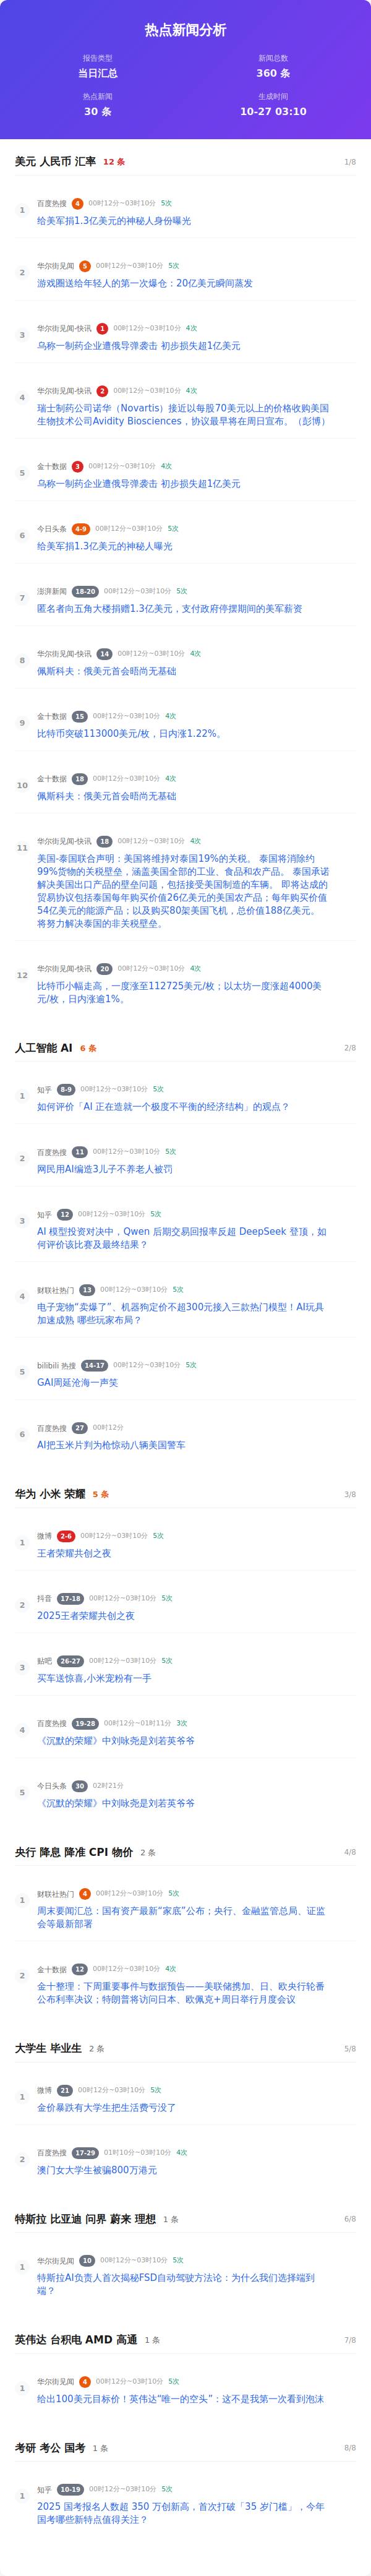 热点新闻分析
报告类型
新闻总数
当日汇总
360 条
热点新闻
生成时间
30 条
10-27 03:10
美元 人民币 汇率 12 条 1/8
1
百度热搜 4 00时12分~03时10分 5次
给美军捐1.3亿美元的神秘人身份曝光
2
华尔街见闻 5 00时12分~03时10分 5次
游戏圈送给年轻人的第一次爆仓：20亿美元瞬间蒸发
3
华尔街见闻-快讯 1 00时12分~03时10分 4次
乌称一制药企业遭俄导弹袭击 初步损失超1亿美元
4
华尔街见闻-快讯 2 00时12分~03时10分 4次
瑞士制药公司诺华（Novartis）接近以每股70美元以上的价格收购美国
生物技术公司Avidity Biosciences，协议最早将在周日宣布。（彭博）
5
金十数据 3 00时12分~03时10分 4次
乌称一制药企业遭俄导弹袭击 初步损失超1亿美元
6
今日头条 4-9 00时12分~03时10分 5次
给美军捐1.3亿美元的神秘人曝光
7
澎湃新闻 18-20 00时12分~03时10分 5次
匿名者向五角大楼捐赠1.3亿美元，支付政府停摆期间的美军薪资
8
华尔街见闻-快讯 14 00时12分~03时10分 4次
佩斯科夫：俄美元首会晤尚无基础
9
金十数据 15 00时12分~03时10分 4次
比特币突破113000美元/枚，日内涨1.22%。
10
金十数据 18 00时12分~03时10分 4次
佩斯科夫：俄美元首会晤尚无基础
11
华尔街见闻-快讯 18 00时12分~03时10分 4次
美国-泰国联合声明：美国将维持对泰国19%的关税。 泰国将消除约
99%货物的关税壁垒，涵盖美国全部的工业、食品和农产品。 泰国承诺
解决美国出口产品的壁垒问题，包括接受美国制造的车辆。 即将达成的
贸易协议包括泰国每年购买价值26亿美元的美国农产品；每年购买价值
54亿美元的能源产品；以及购买80架美国飞机，总价值188亿美元。 泰国
将努力解决泰国的非关税壁垒。
12
华尔街见闻-快讯 20 00时12分~03时10分 4次
比特币小幅走高，一度涨至112725美元/枚；以太坊一度涨超4000美
元/枚，日内涨逾1%。
人工智能 AI 6 条 2/8
1
知乎 8-9 00时12分~03时10分 5次
如何评价「AI 正在造就一个极度不平衡的经济结构」的观点？
2
百度热搜 11 00时12分~03时10分 5次
网民用AI编造3儿子不养老人被罚
3
知乎 12 00时12分~03时10分 5次
AI 模型投资对决中，Qwen 后期交易回报率反超 DeepSeek 登顶，如
何评价该比赛及最终结果？
4
财联社热门 13 00时12分~03时10分 5次
电子宠物“卖爆了”、机器狗定价不超300元接入三款热门模型！AI玩具
加速成熟 哪些玩家布局？
5
bilibili 热搜 14-17 00时12分~03时10分 5次
GAI周延沧海一声笑
6
百度热搜 27 00时12分
AI把玉米片判为枪惊动八辆美国警车
华为 小米 荣耀 5 条 3/8
1
微博 2-6 00时12分~03时10分 5次
王者荣耀共创之夜
2
抖音 17-18 00时12分~03时10分 5次
2025王者荣耀共创之夜
3
贴吧 26-27 00时12分~03时10分 5次
买车送惊喜,小米宠粉有一手
4
百度热搜 19-28 00时12分~01时11分 3次
《沉默的荣耀》中刘咏尧是刘若英爷爷
5
今日头条 30 02时21分
《沉默的荣耀》中刘咏尧是刘若英爷爷
央行 降息 降准 CPI 物价 2 条 4/8
1
财联社热门 4 00时12分~03时10分 5次
周末要闻汇总：国有资产最新“家底”公布；央行、金融监管总局、证监
会等最新部署
2
金十数据 12 00时12分~03时10分 4次
金十整理：下周重要事件与数据预告——美联储携加、日、欧央行轮番
公布利率决议；特朗普将访问日本、欧佩克+周日举行月度会议
大学生 毕业生 2 条 5/8
1
微博 21 00时12分~03时10分 5次
金价暴跌有大学生把生活费亏没了
2
百度热搜 17-29 01时10分~03时10分 4次
澳门女大学生被骗800万港元
特斯拉 比亚迪 问界 蔚来 理想 1 条 6/8
1
华尔街见闻 10 00时12分~03时10分 5次
特斯拉AI负责人首次揭秘FSD自动驾驶方法论：为什么我们选择端到
端？
英伟达 台积电 AMD 高通 1 条 7/8
1
华尔街见闻 4 00时12分~03时10分 5次
给出100美元目标价！英伟达“唯一的空头”：这不是我第一次看到泡沫
考研 考公 国考 1 条 8/8
1
知乎 10-19 00时12分~03时10分 5次
2025 国考报名人数超 350 万创新高，首次打破「35 岁门槛」，今年
国考哪些新特点值得关注？